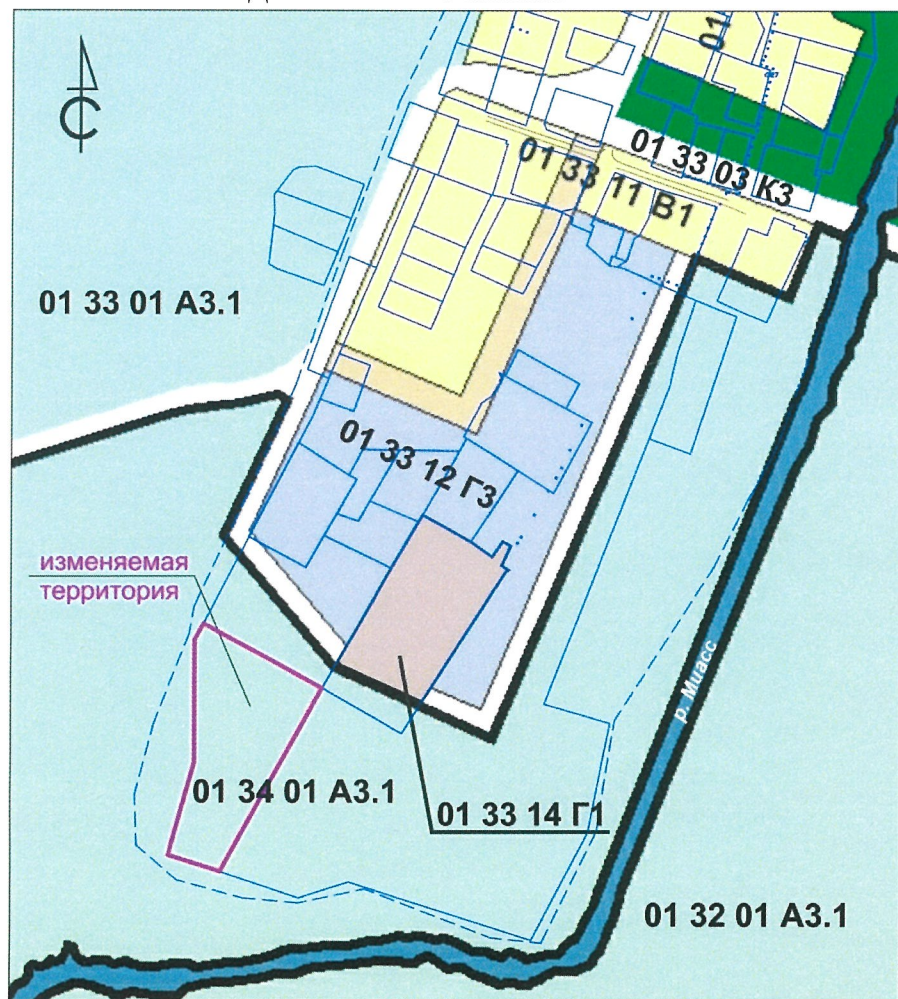 С
01
01 33 03 К3
01 33 11 В1
01 33 01 А3.1
01 33 12 Г3
изменяемая
территория
р. Миасс
01 34 01 А3.1
01 33 14 Г1
01 32 01 А3.1